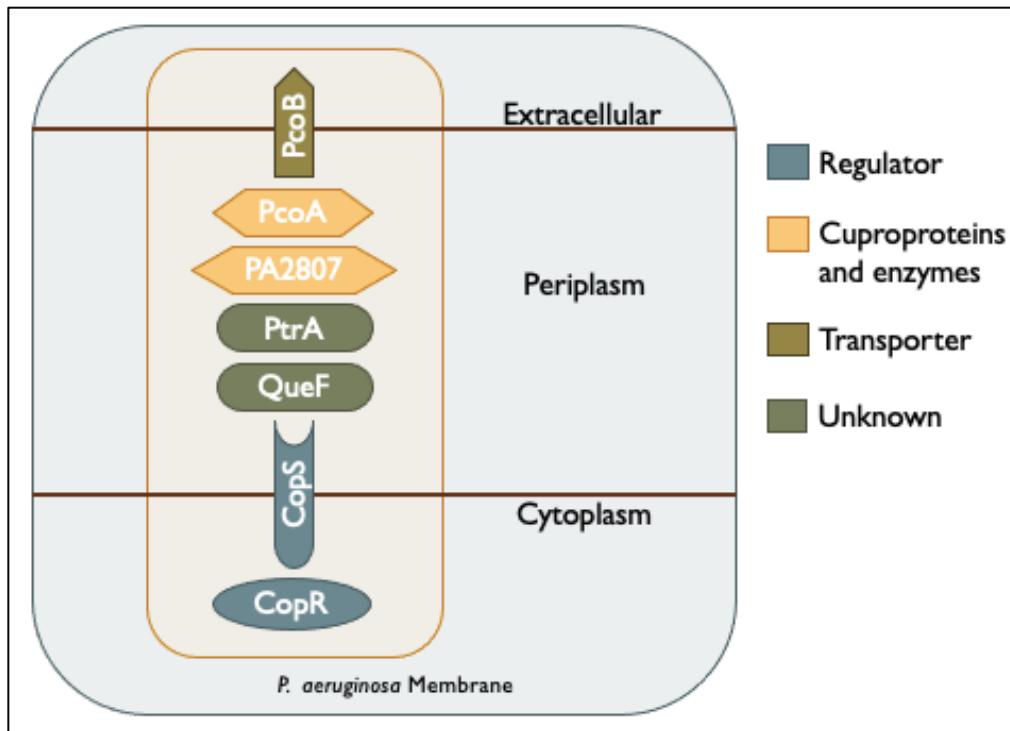 PcoB
Extracellular
PcoA
PA2807
Periplasm
PtrA
QueF
CopS
Cytoplasm
CopR
P. aeruginosa Membrane
Regulator
Cuproproteins
and enzymes
Transporter
Unknown